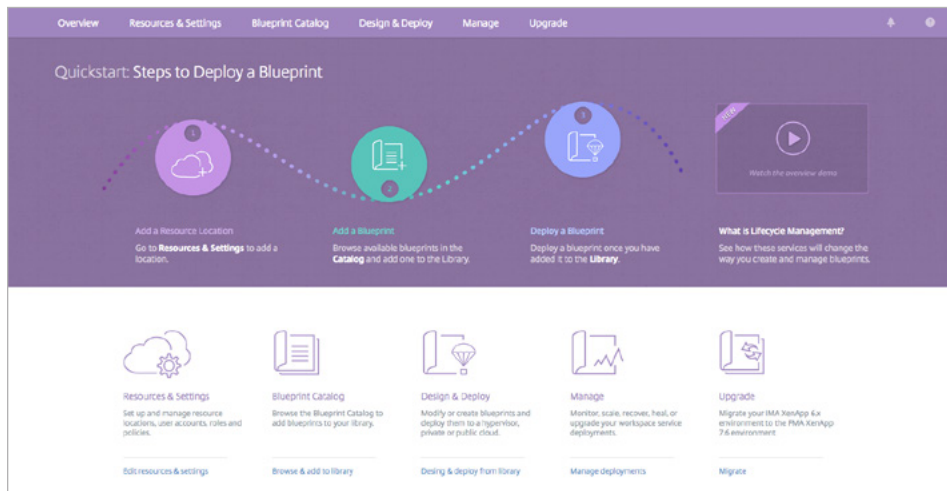 Overview Resources & Settings Blueprint Catalog Design & Deploy Manage Upgrade
Quickstart: Steps to Deploy a Blueprint
1
2
3
NEW
Watch the overview demo
Add a Resource Location
Go to Resources & Settings to add a
location.
Add a Blueprint
Browse available blueprints in the
Catalog and add one to the Library.
Deploy a Blueprint
Deploy a blueprint once you have
added it to the Library.
What is Lifecycle Management?
See how these services will change the
way you create and manage blueprints.
Resources & Settings
Set up and manage resource
locations, user accounts, roles and
policies.
Edit resources & settings
Blueprint Catalog
Browse the Blueprint Catalog to
add blueprints to your library.
Browse & add to library
Design & Deploy
Modify or create blueprints and
deploy them to a hypervisor,
private or public cloud.
Desing & deploy from library
Manage
Monitor, scale, recover, heal, or
upgrade your workspace service
deployments.
Manage deployments
Upgrade
Migrate your IMA XenApp 6.x
environment to the FMA XenApp
7.6 environment
Migrate